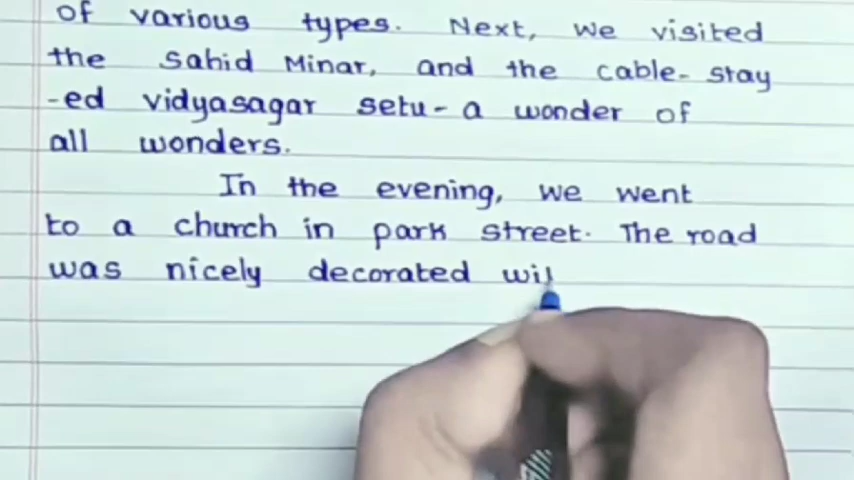 of various types. Next, we visited
the Sahid Minar, and the cable-stay
-ed vidyasagar setu- a wonder of
all wonders.
In the evening, we went
to a church in park street. The road
was nicely decorated wi